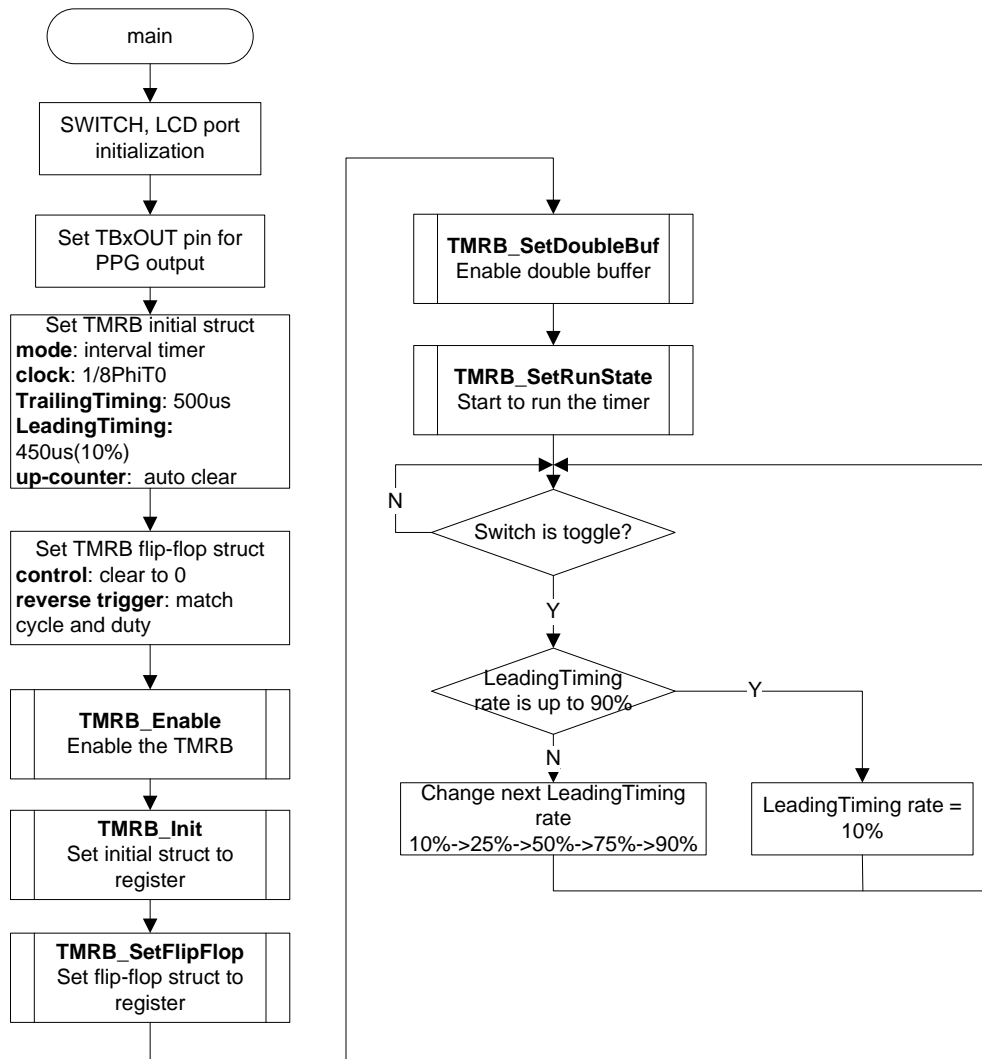 main
SWITCH, LCD port
initialization
Set TBxOUT pin for
PPG output
Set TMRB initial struct
mode: interval timer
clock: 1/8PhiT0
TrailingTiming: 500us
LeadingTiming:
450us(10%)
up-counter: auto clear
Set TMRB flip-flop struct
control: clear to 0
reverse trigger: match
cycle and duty
TMRB_Enable
Enable the TMRB
TMRB_Init
Set initial struct to
register
TMRB_SetFlipFlop
Set flip-flop struct to
register
TMRB_SetDoubleBuf
Enable double buffer
TMRB_SetRunState
Start to run the timer
N
Switch is toggle?
Y
LeadingTiming
rate is up to 90%
Y
N
Change next LeadingTiming
rate
10%->25%->50%->75%->90%
LeadingTiming rate =
10%